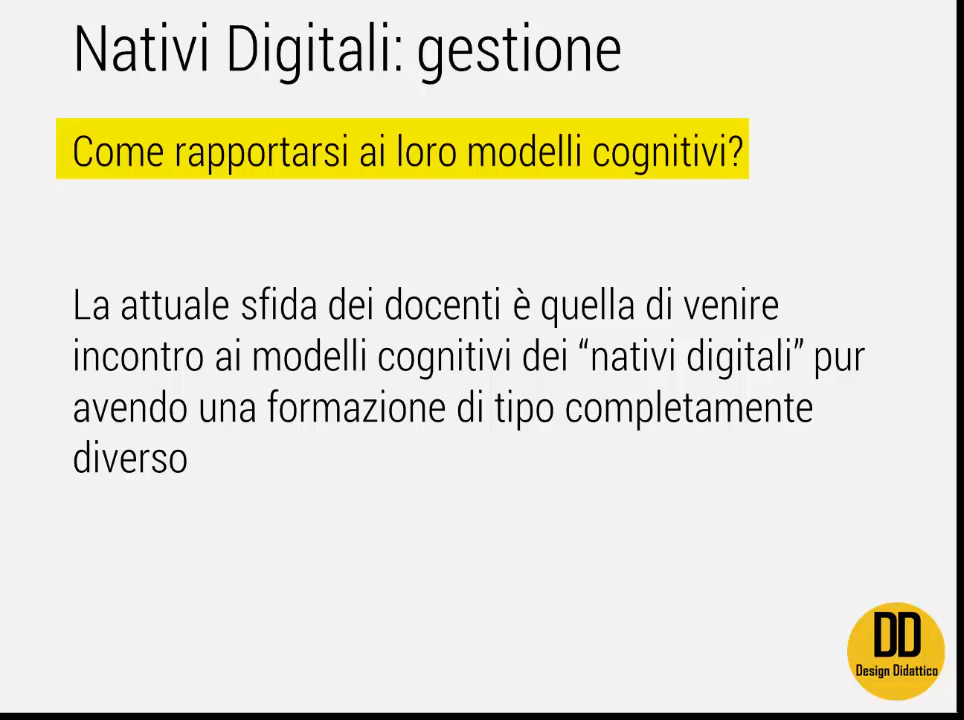 Nativi Digitali: gestione
Come rapportarsi ai loro modelli cognitivi?
La attuale sfida dei docenti è quella di venire
incontro ai modelli cognitivi dei “nativi digitali” pur
avendo una formazione di tipo completamente
diverso
DD
Design Didattico